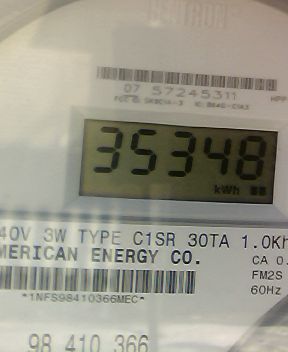 CENTRON
07 57245311
35348
kWh
40V 3W TYPE C1SR 30TA 1.0Kh
MERICAN ENERGY CO.
CA 0.
FM2S
60Hz
*1NFS98410366MEC*
98 410 366